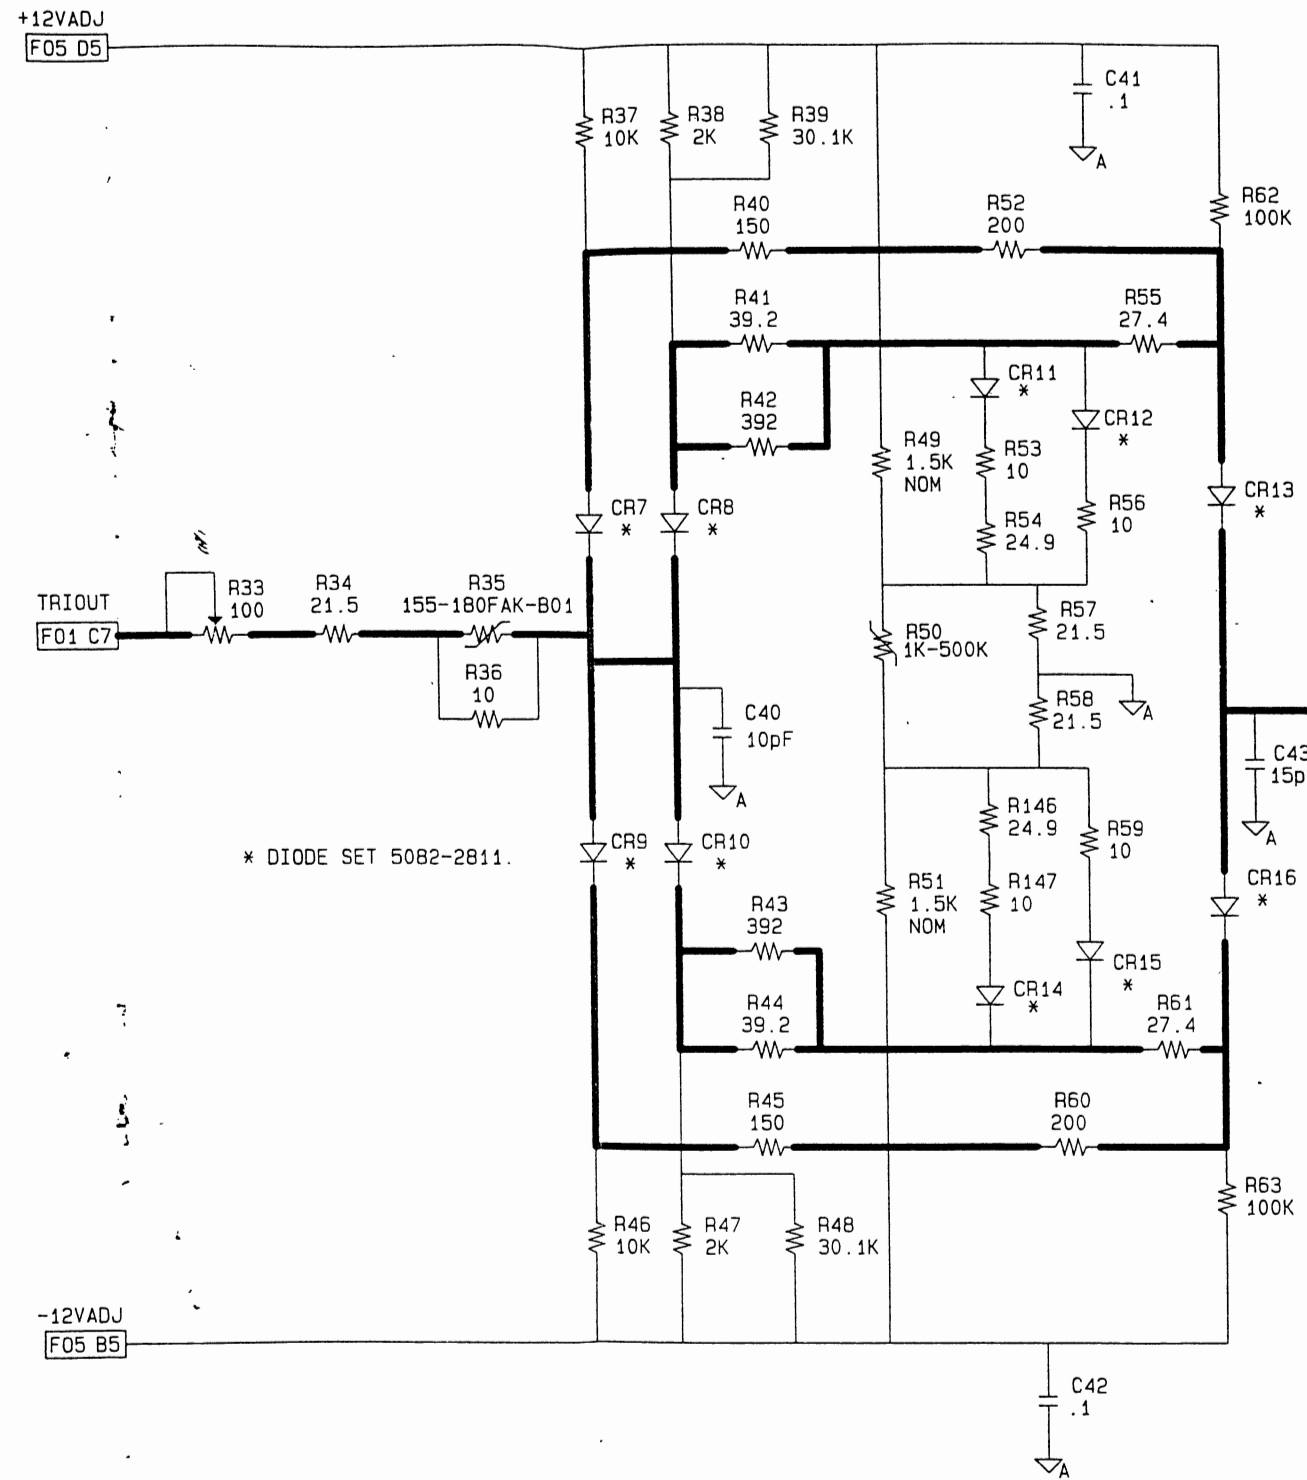 +12VADJ
F05 D5
C41
.1
A
R37
10K
R38
2K
R39
30.1K
R62
100K
R40
150
R52
200
R41
39.2
R55
27.4
CR11
*
R42
392
CR12
*
R49
1.5K
NOM
R53
10
CR13
*
CR7
*
CR8
*
R54
24.9
R56
10
TRIOUT
F01 C7
R33
100
R34
21.5
R35
155-180FAK-B01
R36
10
R50
1K-500K
R57
21.5
A
R58
21.5
C40
10pF
A
C43
15p
A
* DIODE SET 5082-2811.
CR9
*
CR10
*
R146
24.9
R59
10
CR16
*
R51
1.5K
NOM
R147
10
R43
392
CR14
*
CR15
*
R44
39.2
R61
27.4
R45
150
R60
200
R63
100K
R46
10K
R47
2K
R48
30.1K
-12VADJ
F05 B5
C42
.1
A